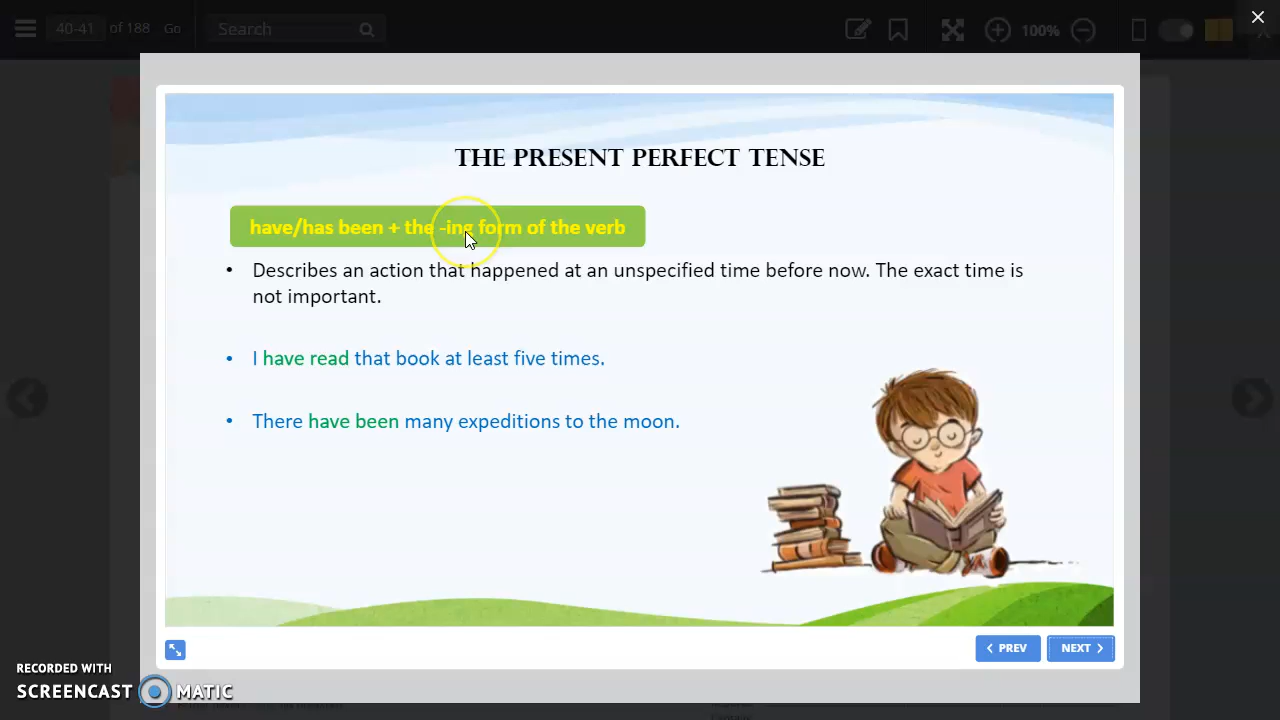 40-41 of 188 Go Search 100%
THE PRESENT PERFECT TENSE
have/has been + the -ing form of the verb
• Describes an action that happened at an unspecified time before now. The exact time is
not important.
• I have read that book at least five times.
• There have been many expeditions to the moon.
PREV NEXT
RECORDED WITH
SCREENCAST MATIC